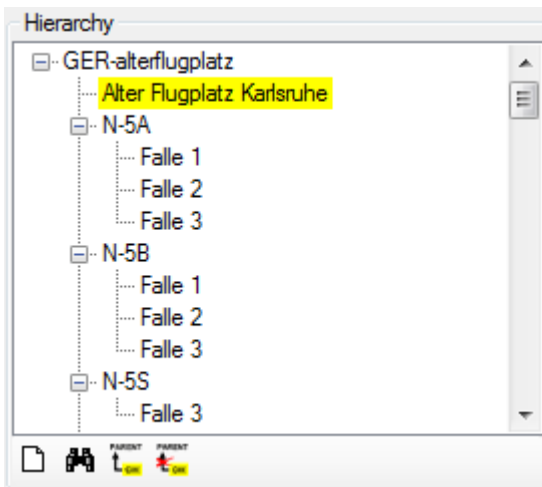 Hierarchy
GER-alterflugplatz
Alter Flugplatz Karlsruhe
N-5A
Falle 1
Falle 2
Falle 3
N-5B
Falle 1
Falle 2
Falle 3
N-5S
Falle 3
PARENT PARENT